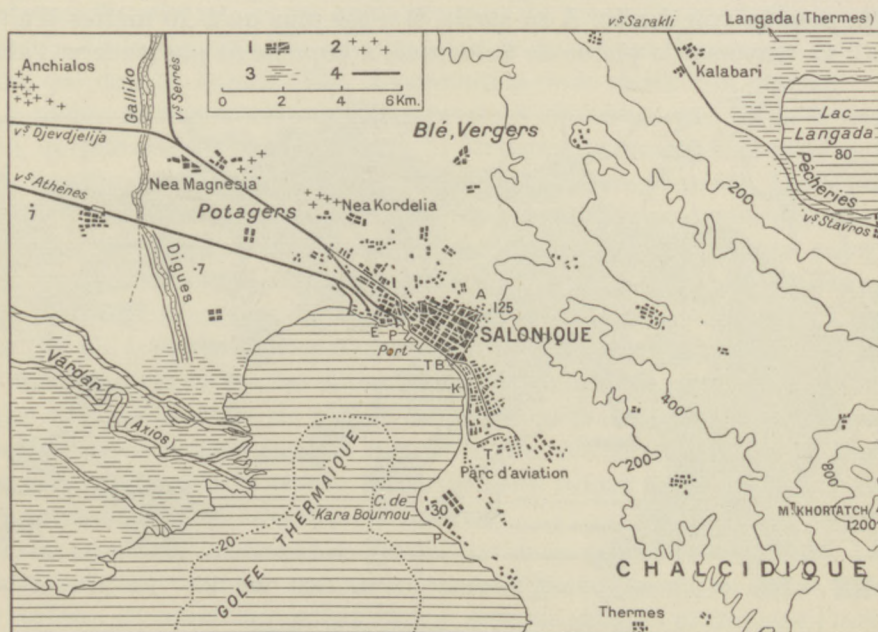 vs Sarakli
Langada (Thermes)
Anchialos
Galliko
vs Serrès
1 2
3 4
0 2 4 6 Km.
Kalabari
Lac
Langada
80
Pêcheries
vs Stavros
vs Djevdjelija
Blé, Vergers
200
vs Athènes
Nea Magnesia
Nea Kordelia
Potagers
7
Digues
7
A
125
SALONIQUE
E P
Port
T B
K
Vardar
(Axios)
400
200
T
Parc d'aviation
800
Mt KHORTATCH
1200
GOLFE THERMAIQUE
20
C. de
Kara Bournou
30
P
CHALCIDIQUE
Thermes